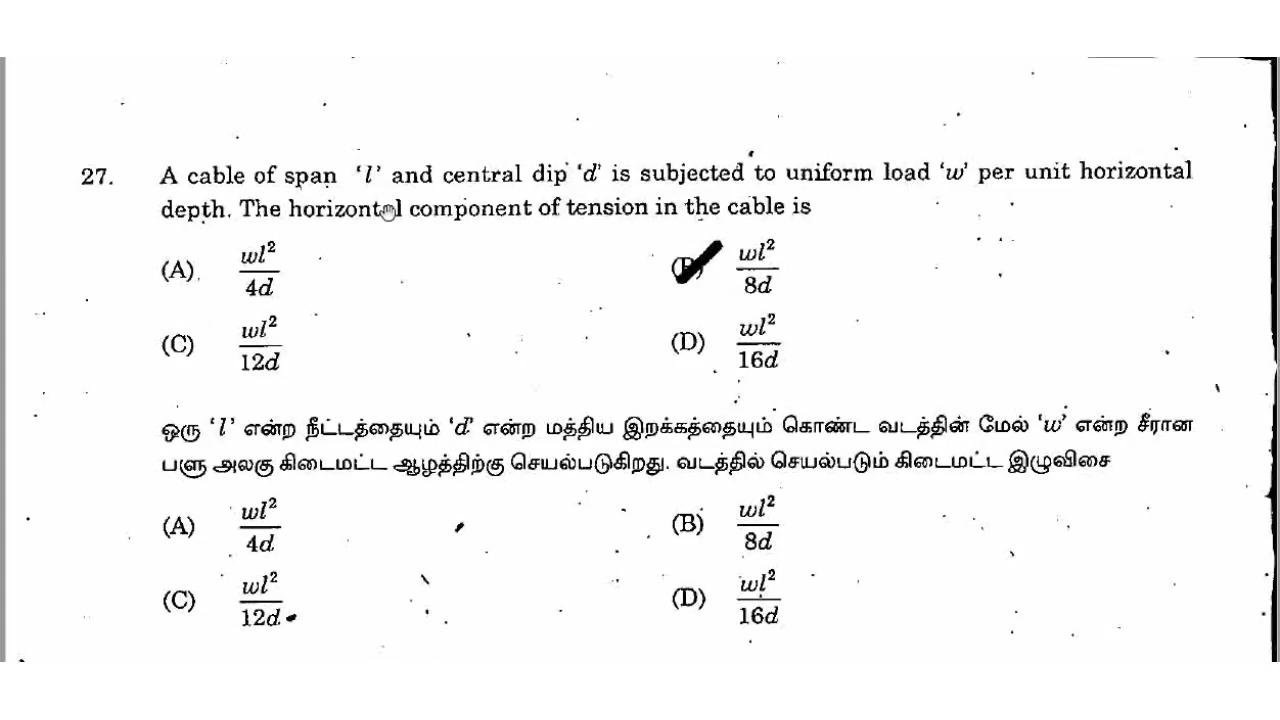 27. A cable of span 'l' and central dip 'd' is subjected to uniform load 'w' per unit horizontal
depth. The horizontal component of tension in the cable is
(A) wl²/4d (B) wl²/8d
(C) wl²/12d (D) wl²/16d
ஒரு 'l' என்ற நீட்டத்தையும் 'd' என்ற மத்திய இறக்கத்தையும் கொண்ட வடத்தின் மேல் 'w' என்ற சீரான
பளு அலகு கிடைமட்ட ஆழத்திற்கு செயல்படுகிறது. வடத்தில் செயல்படும் கிடைமட்ட இழுவிசை
(A) wl²/4d (B) wl²/8d
(C) wl²/12d (D) wl²/16d